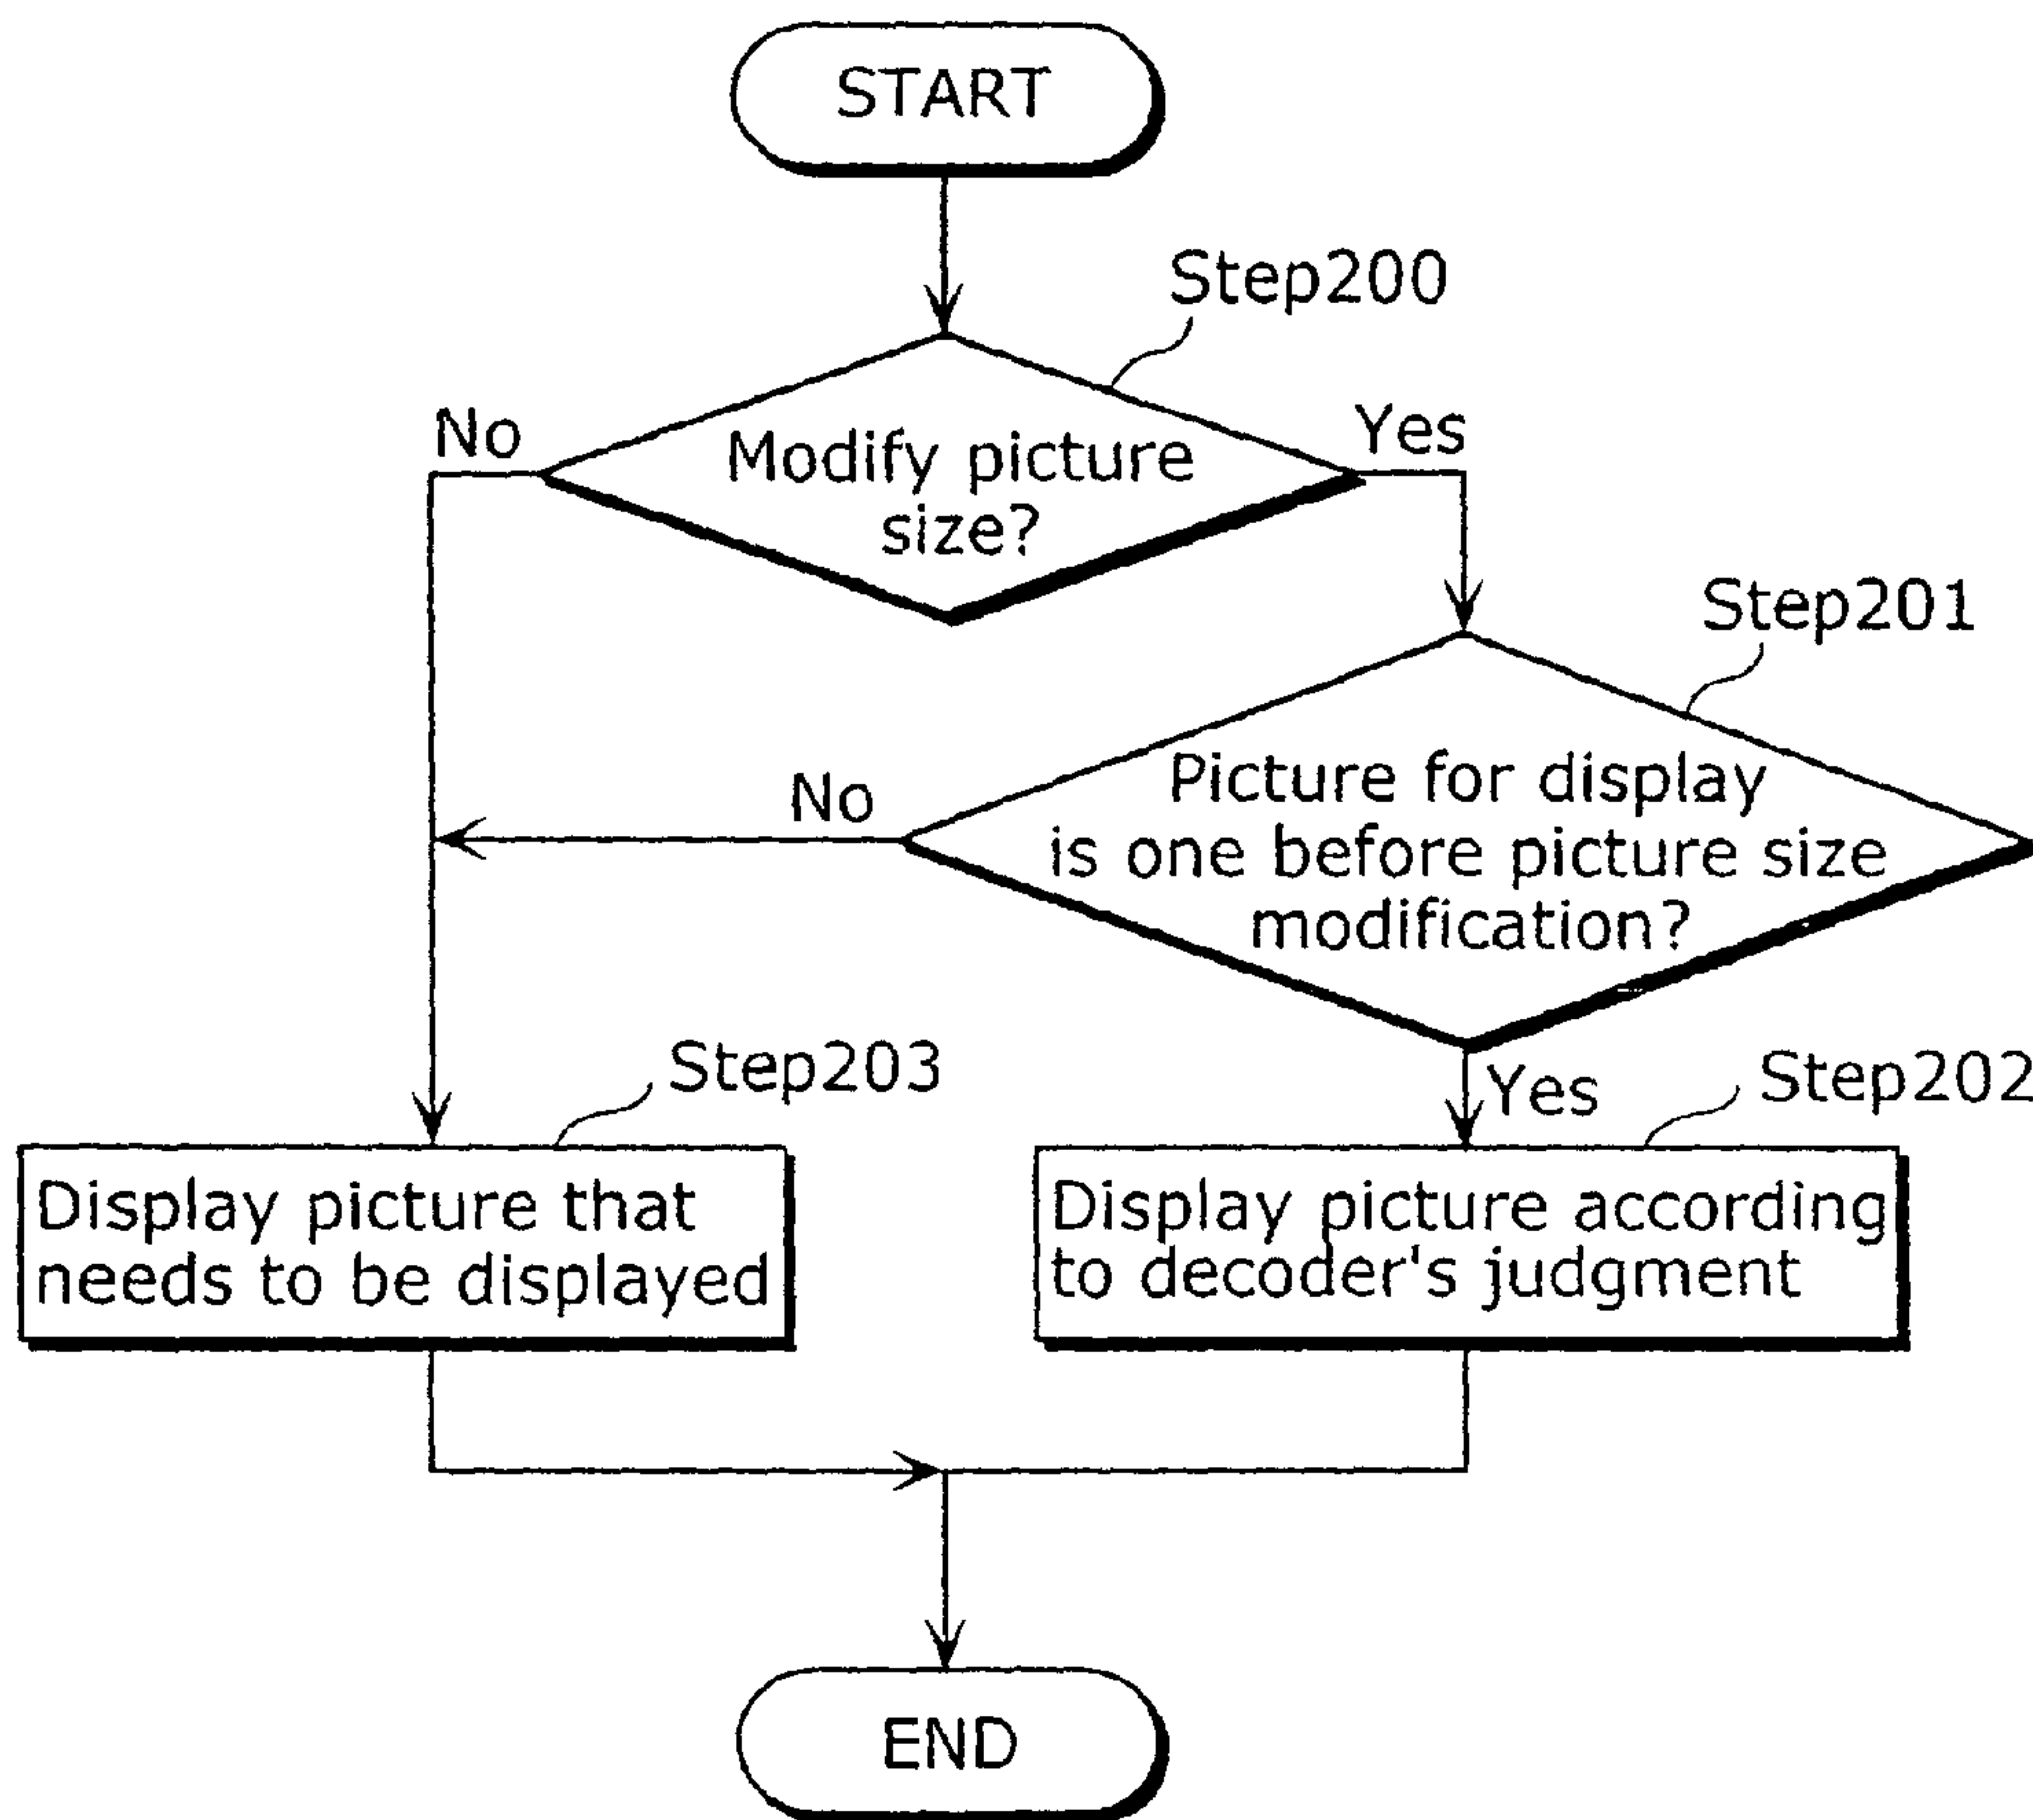 START
Step200
No
Yes
Modify picture
size?
Step201
No
Picture for display
is one before picture size
modification?
Step203
Yes
Step202
Display picture that
needs to be displayed
Display picture according
to decoder's judgment
END